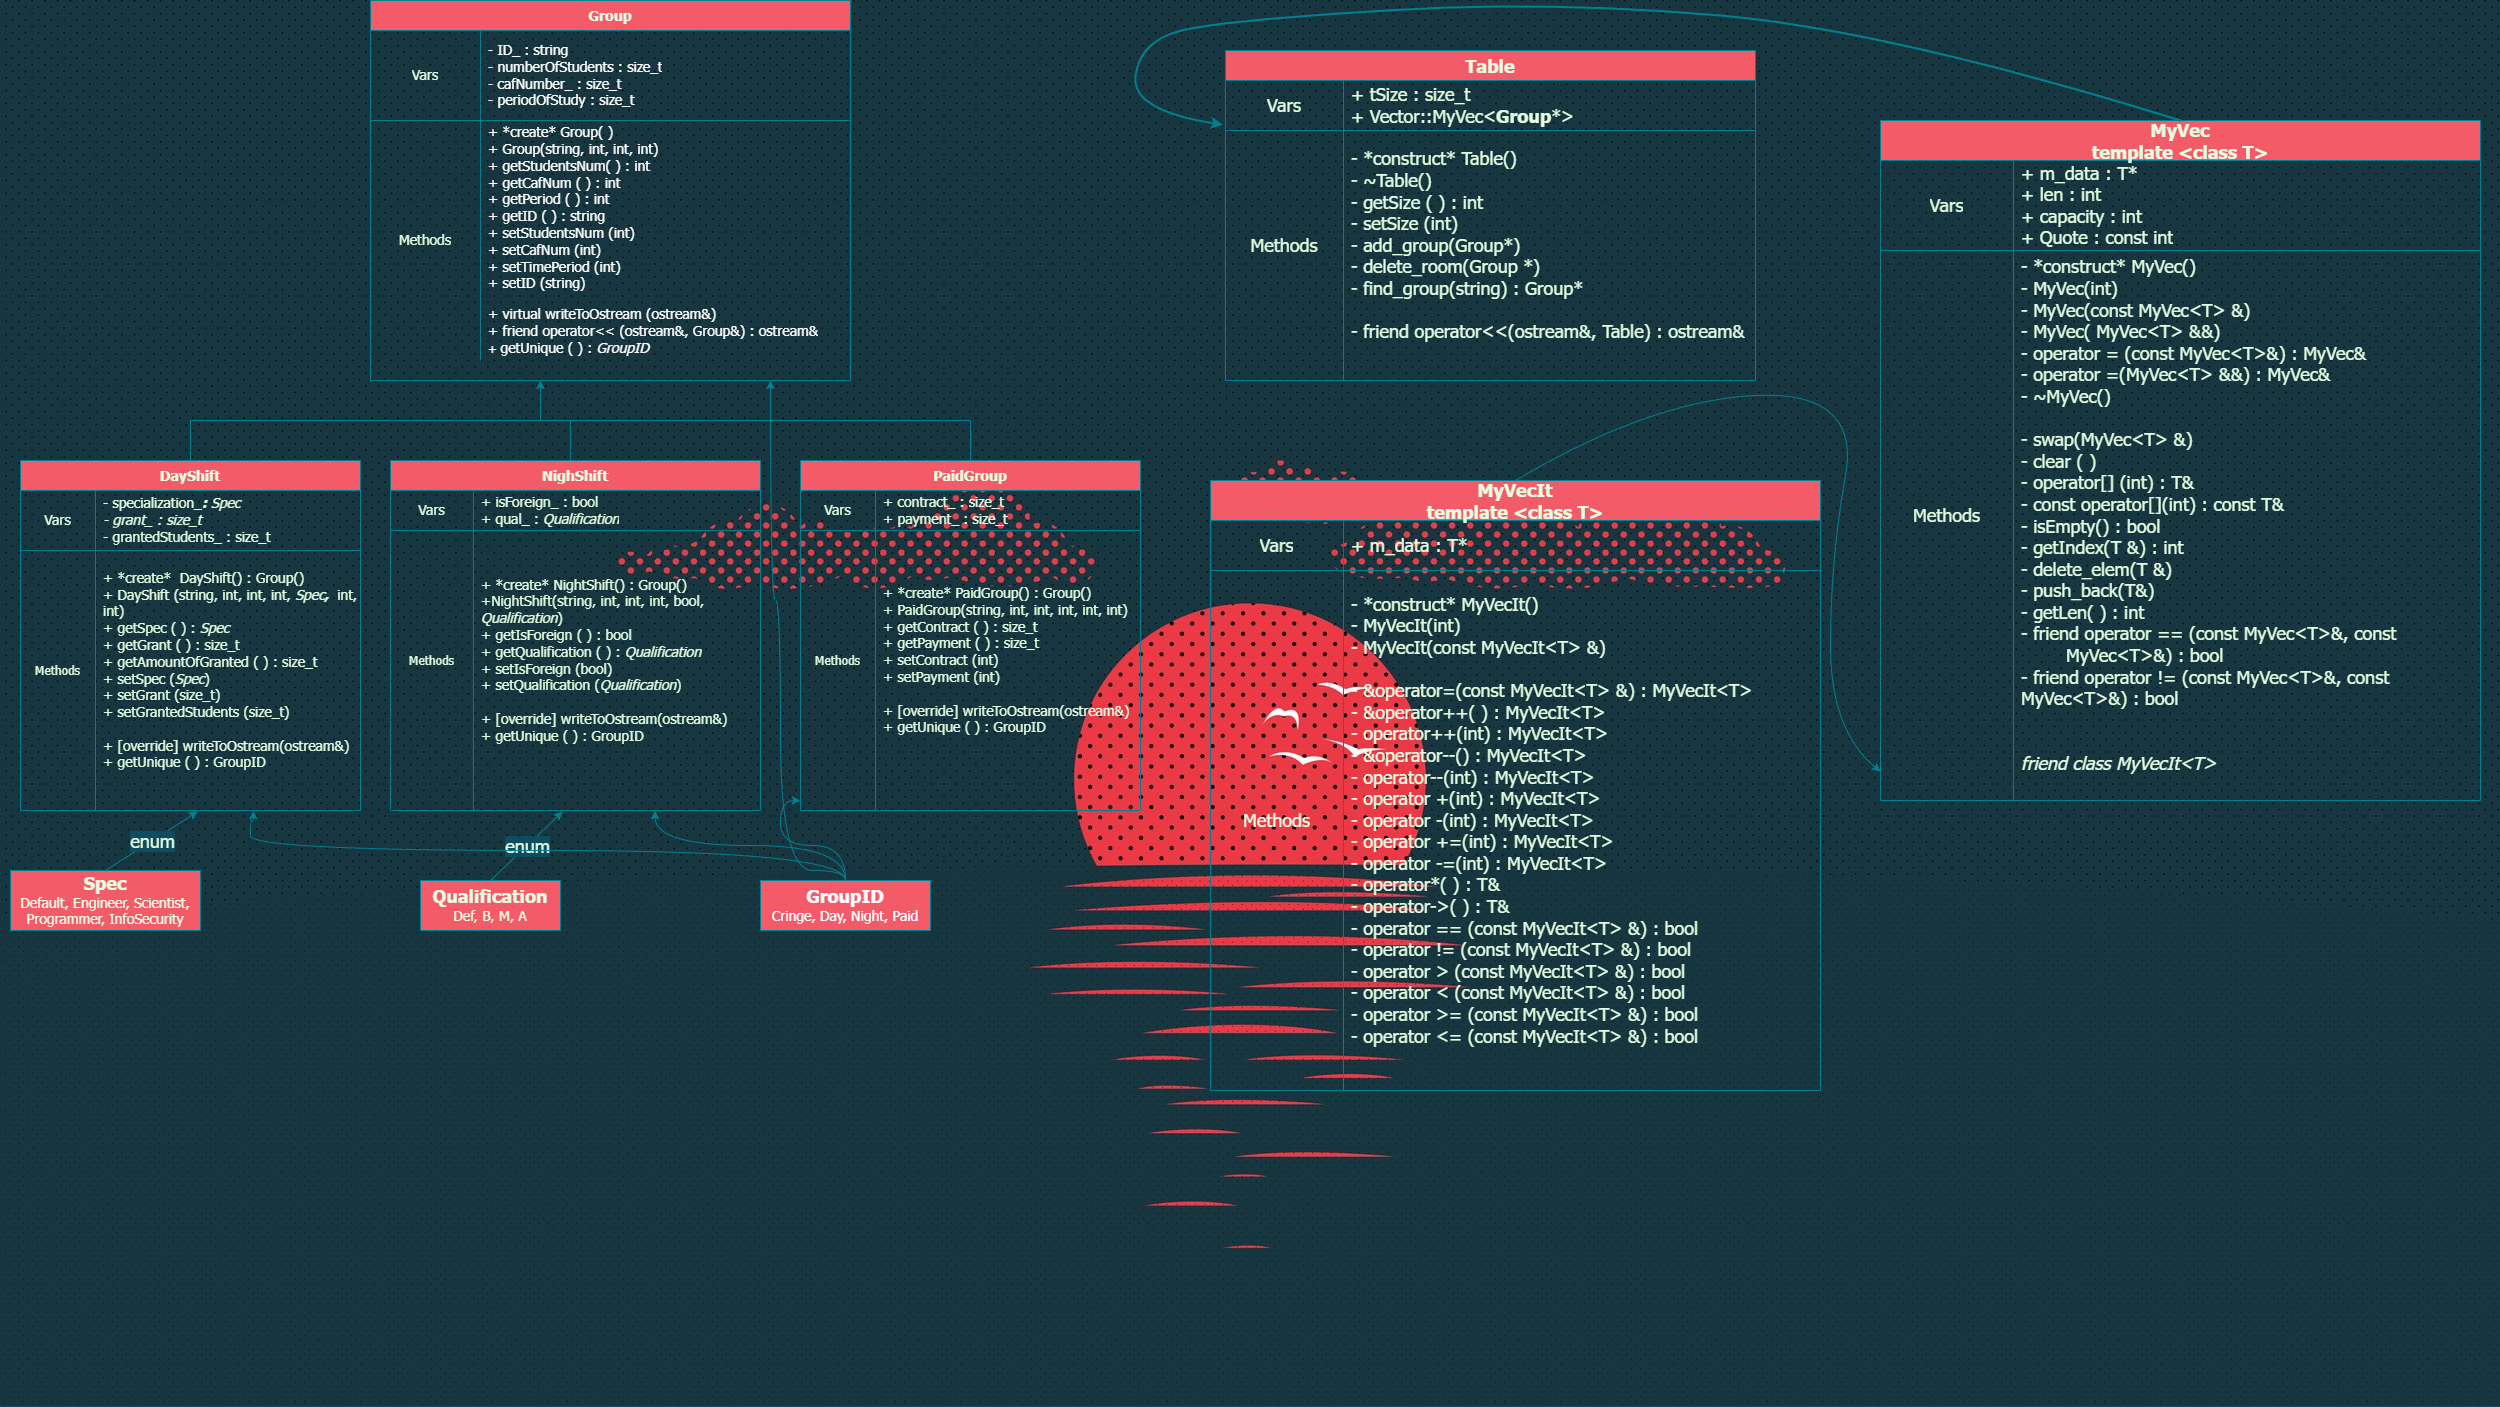 Group
Vars
- ID_ : string
- numberOfStudents : size_t
- cafNumber_ : size_t
- periodOfStudy : size_t
Methods
+ *create* Group( )
+ Group(string, int, int, int)
+ getStudentsNum( ) : int
+ getCafNum ( ) : int
+ getPeriod ( ) : int
+ getID ( ) : string
+ setStudentsNum (int)
+ setCafNum (int)
+ setTimePeriod (int)
+ setID (string)
+ virtual writeToOstream (ostream&)
+ friend operator<< (ostream&, Group&) : ostream&
+ getUnique ( ) : GroupID
Table
Vars
+ tSize : size_t
+ Vector::MyVec<Group*>
Methods
- *construct* Table()
- ~Table()
- getSize ( ) : int
- setSize (int)
- add_group(Group*)
- delete_room(Group *)
- find_group(string) : Group*
- friend operator<<(ostream&, Table) : ostream&
MyVec
template <class T>
Vars
+ m_data : T*
+ len : int
+ capacity : int
+ Quote : const int
Methods
- *construct* MyVec()
- MyVec(int)
- MyVec(const MyVec<T> &)
- MyVec( MyVec<T> &&)
- operator = (const MyVec<T>&) : MyVec&
- operator =(MyVec<T> &&) : MyVec&
- ~MyVec()
- swap(MyVec<T> &)
- clear ( )
- operator[] (int) : T&
- const operator[](int) : const T&
- isEmpty() : bool
- getIndex(T &) : int
- delete_elem(T &)
- push_back(T&)
- getLen( ) : int
- friend operator == (const MyVec<T>&, const
MyVec<T>&) : bool
- friend operator != (const MyVec<T>&, const
MyVec<T>&) : bool
friend class MyVecIt<T>
DayShift
Vars
- specialization_: Spec
- grant_ : size_t
- grantedStudents_ : size_t
Methods
+ *create*  DayShift() : Group()
+ DayShift (string, int, int, int, Spec,  int,
int)
+ getSpec ( ) : Spec
+ getGrant ( ) : size_t
+ getAmountOfGranted ( ) : size_t
+ setSpec (Spec)
+ setGrant (size_t)
+ setGrantedStudents (size_t)
+ [override] writeToOstream(ostream&)
+ getUnique ( ) : GroupID
NighShift
Vars
+ isForeign_ : bool
+ qual_ : Qualification
Methods
+ *create* NightShift() : Group()
+NightShift(string, int, int, int, bool,
Qualification)
+ getIsForeign ( ) : bool
+ getQualification ( ) : Qualification
+ setIsForeign (bool)
+ setQualification (Qualification)
+ [override] writeToOstream(ostream&)
+ getUnique ( ) : GroupID
PaidGroup
Vars
+ contract_ : size_t
+ payment_ : size_t
Methods
+ *create* PaidGroup() : Group()
+ PaidGroup(string, int, int, int, int, int)
+ getContract ( ) : size_t
+ getPayment ( ) : size_t
+ setContract (int)
+ setPayment (int)
+ [override] writeToOstream(ostream&)
+ getUnique ( ) : GroupID
MyVecIt
template <class T>
Vars
+ m_data : T*
Methods
- *construct* MyVecIt()
- MyVecIt(int)
- MyVecIt(const MyVecIt<T> &)
- &operator=(const MyVecIt<T> &) : MyVecIt<T>
- &operator++( ) : MyVecIt<T>
- operator++(int) : MyVecIt<T>
- &operator--() : MyVecIt<T>
- operator--(int) : MyVecIt<T>
- operator +(int) : MyVecIt<T>
- operator -(int) : MyVecIt<T>
- operator +=(int) : MyVecIt<T>
- operator -=(int) : MyVecIt<T>
- operator*( ) : T&
- operator->( ) : T&
- operator == (const MyVecIt<T> &) : bool
- operator != (const MyVecIt<T> &) : bool
- operator > (const MyVecIt<T> &) : bool
- operator < (const MyVecIt<T> &) : bool
- operator >= (const MyVecIt<T> &) : bool
- operator <= (const MyVecIt<T> &) : bool
enum
enum
Spec
Default, Engineer, Scientist,
Programmer, InfoSecurity
Qualification
Def, B, M, A
GroupID
Cringe, Day, Night, Paid